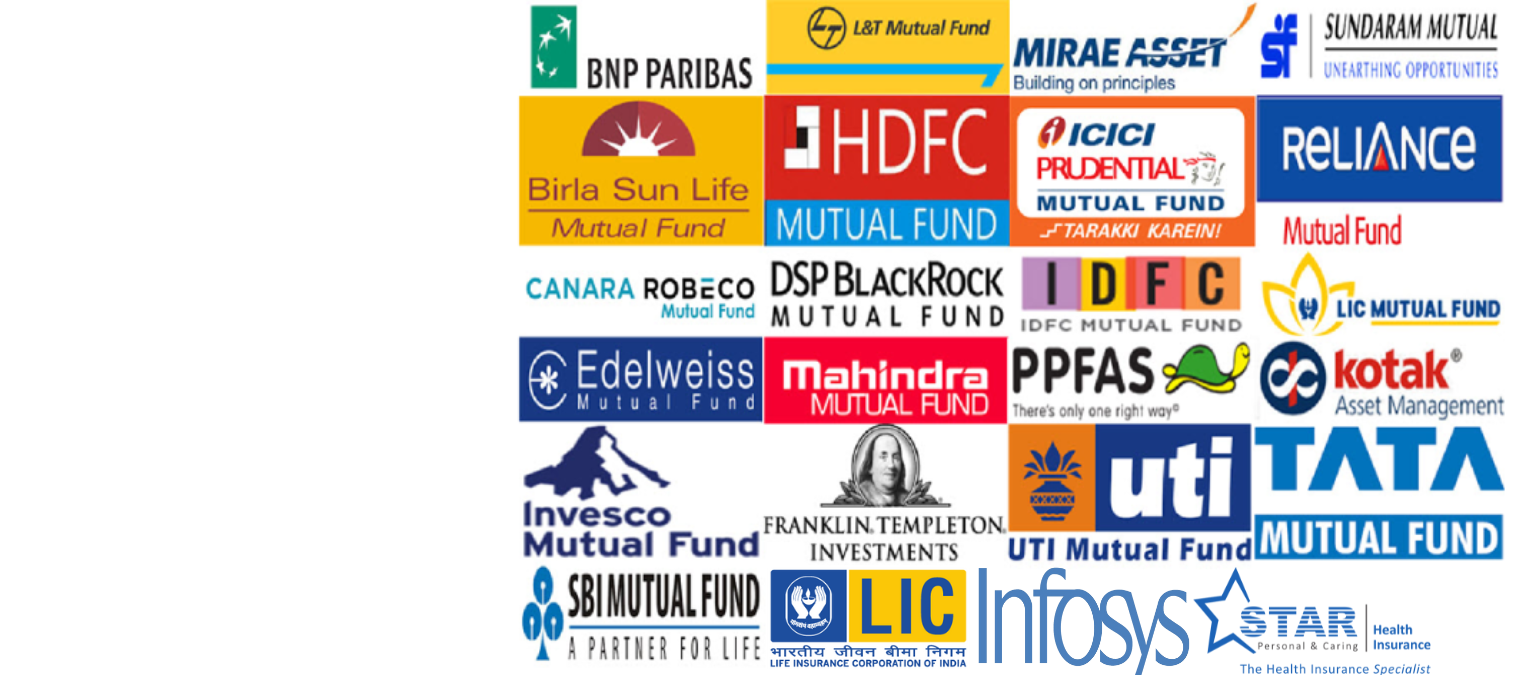 BNP PARIBAS
L&T Mutual Fund
MIRAE ASSET
Building on principles
SUNDARAM MUTUAL
UNEARTHING OPPORTUNITIES
Birla Sun Life
Mutual Fund
HDFC
MUTUAL FUND
ICICI
PRUDENTIAL
MUTUAL FUND
TARAKKI KAREIN!
RELIANCE
Mutual Fund
CANARA ROBECO
Mutual Fund
DSP BLACKROCK
MUTUAL FUND
IDFC
IDFC MUTUAL FUND
LIC MUTUAL FUND
Edelweiss
Mutual Fund
Mahindra
MUTUAL FUND
PPFAS
There's only one right way©
kotak®
Asset Management
Invesco
Mutual Fund
FRANKLIN TEMPLETON
INVESTMENTS
uti
UTI Mutual Fund
TATA
MUTUAL FUND
SBI MUTUAL FUND
A PARTNER FOR LIFE
LIC
भारतीय जीवन बीमा निगम
LIFE INSURANCE CORPORATION OF INDIA
Infosys
STAR
Personal & Caring
Health
Insurance
The Health Insurance Specialist